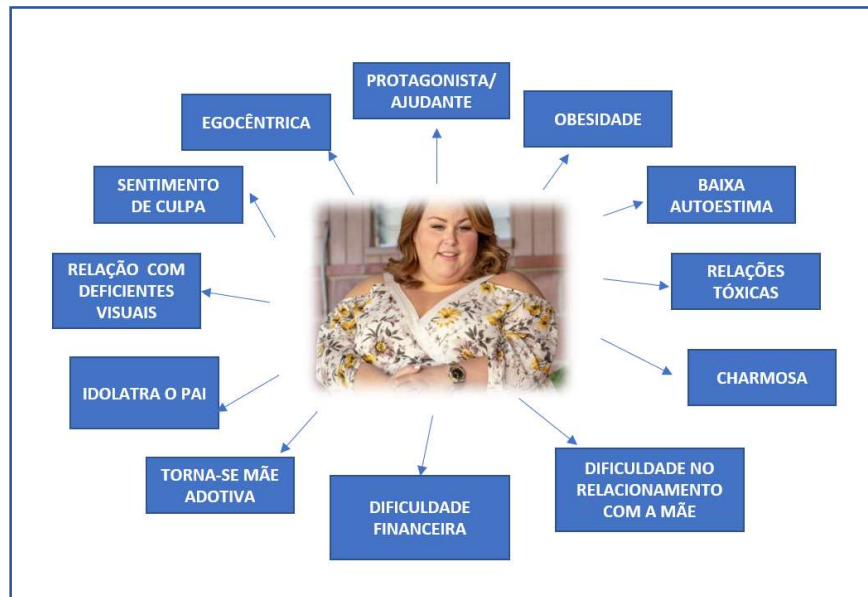 PROTAGONISTA/
AJUDANTE
OBESIDADE
BAIXA
AUTOESTIMA
RELAÇÕES
TÓXICAS
CHARMOSA
DIFICULDADE NO
RELACIONAMENTO
COM A MÃE
DIFICULDADE
FINANCEIRA
TORNA-SE MÃE
ADOTIVA
IDOLATRA O PAI
RELAÇÃO COM
DEFICIENTES
VISUAIS
SENTIMENTO
DE CULPA
EGOCÊNTRICA